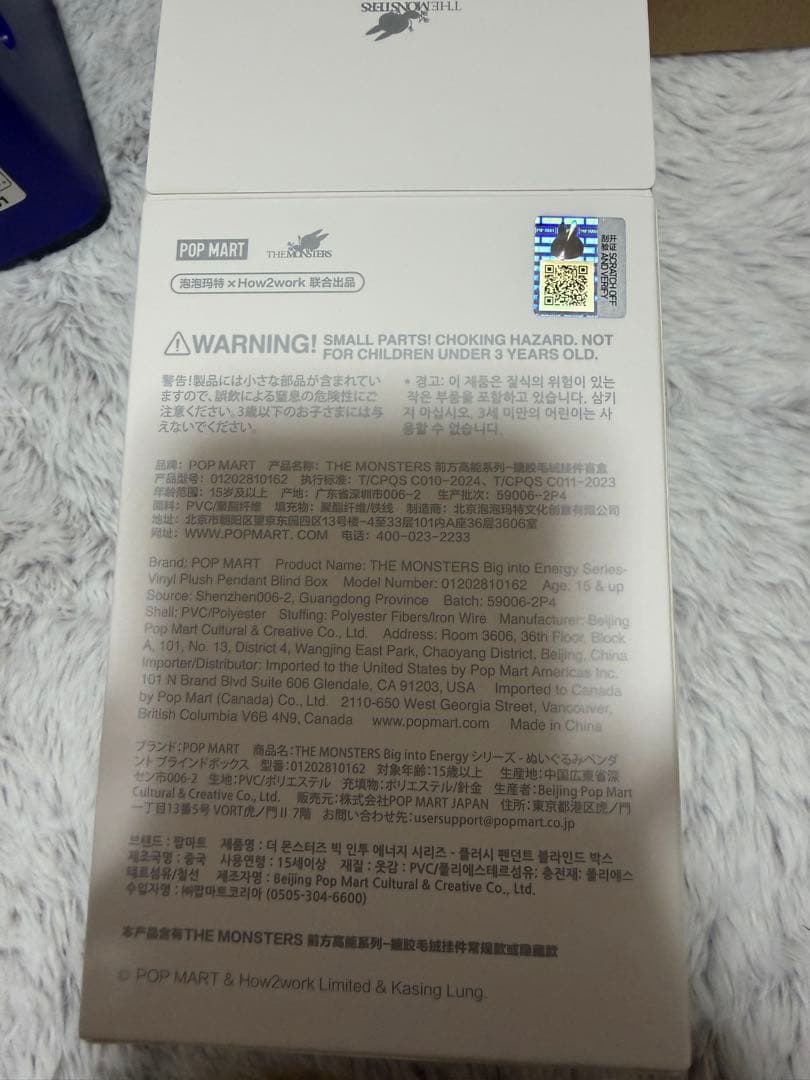 THEMONSTERS
POP MART THEMONSTERS
泡泡玛特 × How2work 联合出品
POP MART
刮开验证 SCRATCH OFF AND VERIFY
WARNING! SMALL PARTS! CHOKING HAZARD. NOT
FOR CHILDREN UNDER 3 YEARS OLD.
警告!製品には小さな部品が含まれてい
ますので、誤飲による窒息の危険性にご
注意ください。3歳以下のお子さまには与
えないでください。
• 경고: 이 제품은 질식의 위험이 있는
작은 부품을 포함하고 있습니다. 삼키
지 마십시오. 3세 미만의 어린이는 사
용할 수 없습니다.
品牌：POP MART 产品名称：THE MONSTERS 前方高能系列-搪胶毛绒挂件盲盒
产品型号：01202810162 执行标准：T/CPQS C010-2024、T/CPQS C011-2023
年龄范围：15岁及以上 产地：广东省深圳市006-2 生产批次：59006-2P4
面料：PVC/聚酯纤维 填充物：聚酯纤维/铁线 制造商：北京泡泡玛特文化创意有限公司
地址：北京市朝阳区望京东园四区13号楼-4至33层101内A座36层3606室
网址：WWW.POPMART. COM 电话：400-023-2233
Brand: POP MART Product Name: THE MONSTERS Big into Energy Series-
Vinyl Plush Pendant Blind Box Model Number: 01202810162 Age: 15 & up
Source: Shenzhen006-2, Guangdong Province Batch: 59006-2P4
Shell: PVC/Polyester Stuffing: Polyester Fibers/Iron Wire Manufacturer: Beijing
Pop Mart Cultural & Creative Co., Ltd. Address: Room 3606, 36th Floor, Block
A, 101, No. 13, District 4, Wangjing East Park, Chaoyang District, Beijing, China
Importer/Distributor: Imported to the United States by Pop Mart Americas Inc.
101 N Brand Blvd Suite 606 Glendale, CA 91203, USA Imported to Canada
by Pop Mart (Canada) Co., Ltd. 2110-650 West Georgia Street, Vancouver,
British Columbia V6B 4N9, Canada www.popmart.com Made in China
ブランド:POP MART 商品名:THE MONSTERS Big into Energy シリーズ - ぬいぐるみペンダ
ント ブラインドボックス 型番:01202810162 対象年齢:15歳以上 生産地:中国広東省深
セン市006-2 生地:PVC/ポリエステル 充填物:ポリエステル/針金 生産者:Beijing Pop Mart
Cultural & Creative Co., Ltd. 販売元:株式会社POP MART JAPAN 住所:東京都港区虎ノ門
一丁目13番5号 VORT虎ノ門Ⅱ 7階 お問い合わせ先:usersupport@popmart.co.jp
브랜드 : 팝마트 제품명 : 더 몬스터즈 빅 인투 에너지 시리즈 - 플러시 펜던트 블라인드 박스
제조국명 : 중국 사용연령 : 15세이상 재질 : 옷감 : PVC/폴리에스테르섬유; 충전재: 폴리에스
테르섬유/철선 제조자명 : Beijing Pop Mart Cultural & Creative Co., Ltd.
수입자명 : ㈜팝마트코리아 (0505-304-6600)
本产品含有THE MONSTERS 前方高能系列-搪胶毛绒挂件常规款或隐藏款
© POP MART & How2work Limited & Kasing Lung.